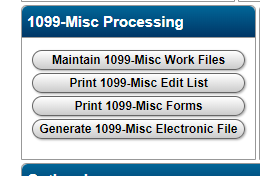 1099-Misc Processing
Maintain 1099-Misc Work Files
Print 1099-Misc Edit List
Print 1099-Misc Forms
Generate 1099-Misc Electronic File